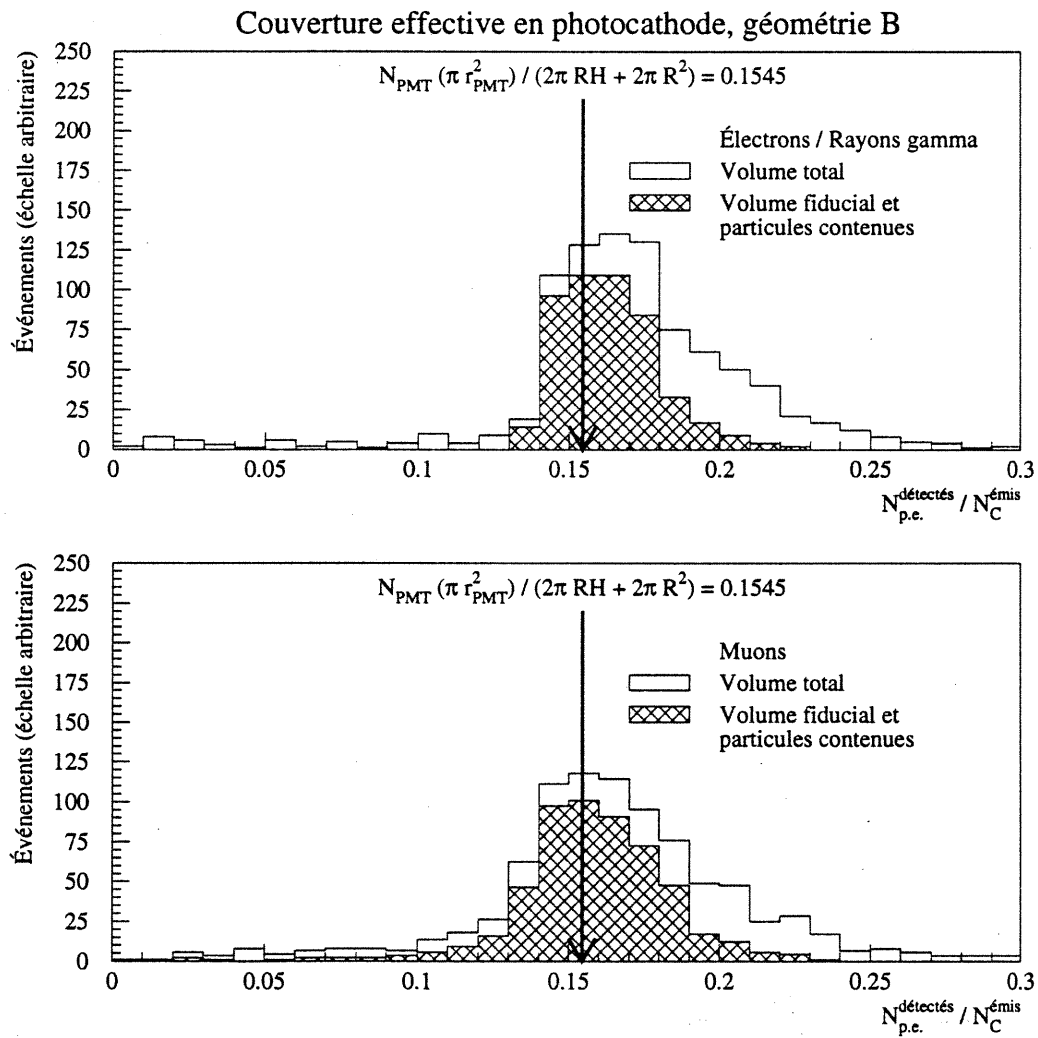 Couverture effective en photocathode, géométrie B
Événements (échelle arbitraire)
250
225
200
175
150
125
100
75
50
25
0
N_PMT (π r²_PMT) / (2π RH + 2π R²) = 0.1545
Électrons / Rayons gamma
Volume total
Volume fiducial et
particules contenues
0 0.05 0.1 0.15 0.2 0.25 0.3
N_p.e.^détectés / N_C^émis
Événements (échelle arbitraire)
250
225
200
175
150
125
100
75
50
25
0
N_PMT (π r²_PMT) / (2π RH + 2π R²) = 0.1545
Muons
Volume total
Volume fiducial et
particules contenues
0 0.05 0.1 0.15 0.2 0.25 0.3
N_p.e.^détectés / N_C^émis